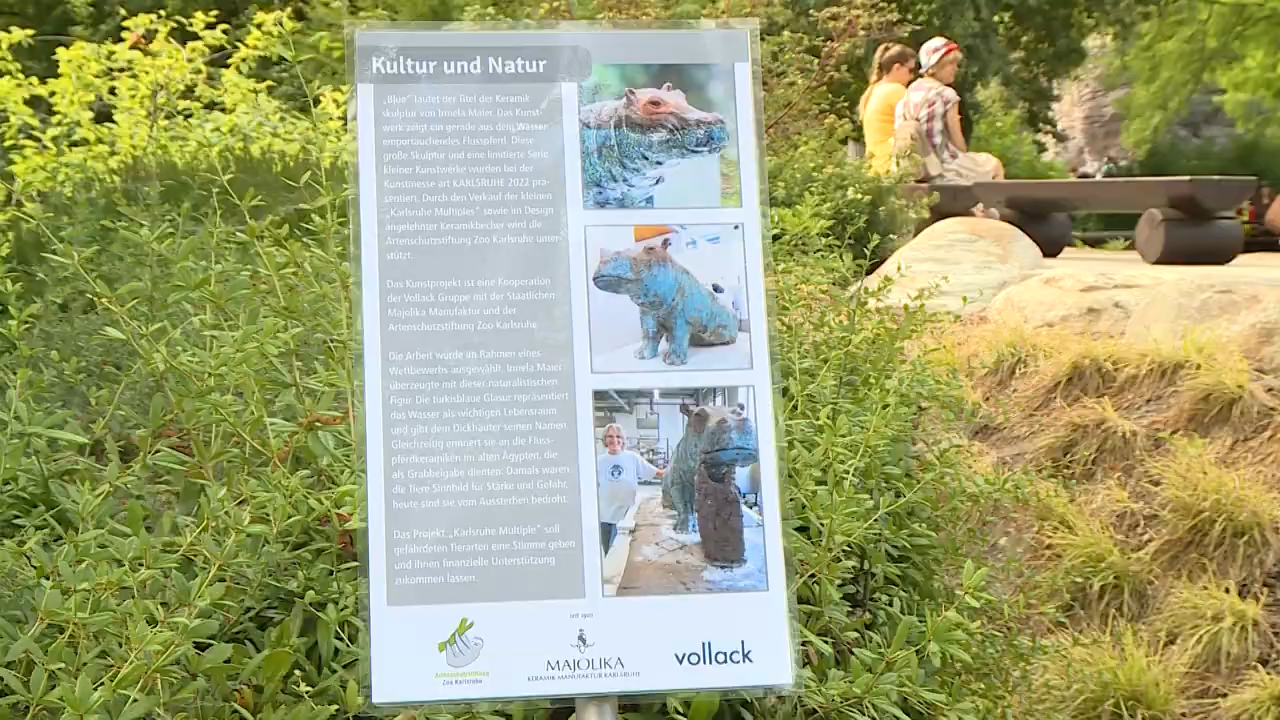 Kultur und Natur
„Blue“ lautet der Titel der Keramik
skulptur von Irmela Maier. Das Kunst-
werk zeigt ein gerade aus dem Wasser
emportauchendes Flusspferd. Diese
große Skulptur und eine limitierte Serie
kleiner Kunstwerke wurden bei der
Kunstmesse art KARLSRUHE 2022 prä-
sentiert. Durch den Verkauf der kleinen
„Karlsruhe Multiples“ sowie im Design
angelehnter Keramikbecher wird die
Artenschutzstiftung Zoo Karlsruhe unter-
stützt.
Das Kunstprojekt ist eine Kooperation
der Vollack Gruppe mit der Staatlichen
Majolika Manufaktur und der
Artenschutzstiftung Zoo Karlsruhe
Die Arbeit wurde im Rahmen eines
Wettbewerbs ausgewählt. Irmela Maier
überzeugte mit dieser naturalistischen
Figur. Die türkisblaue Glasur repräsentiert
das Wasser als wichtigen Lebensraum
und gibt dem Dickhäuter seinen Namen.
Gleichzeitig erinnert sie an die Fluss-
pferdkeramiken im alten Ägypten, die
als Grabbeigabe dienten. Damals waren
die Tiere Sinnbild für Stärke und Gefahr,
heute sind sie vom Aussterben bedroht.
Das Projekt „Karlsruhe Multiple“ soll
gefährdeten Tierarten eine Stimme geben
und ihnen finanzielle Unterstützung
zukommen lassen.
Artenschutzstiftung
Zoo Karlsruhe
seit 1901
MAJOLIKA
KERAMIK MANUFAKTUR KARLSRUHE
vollack